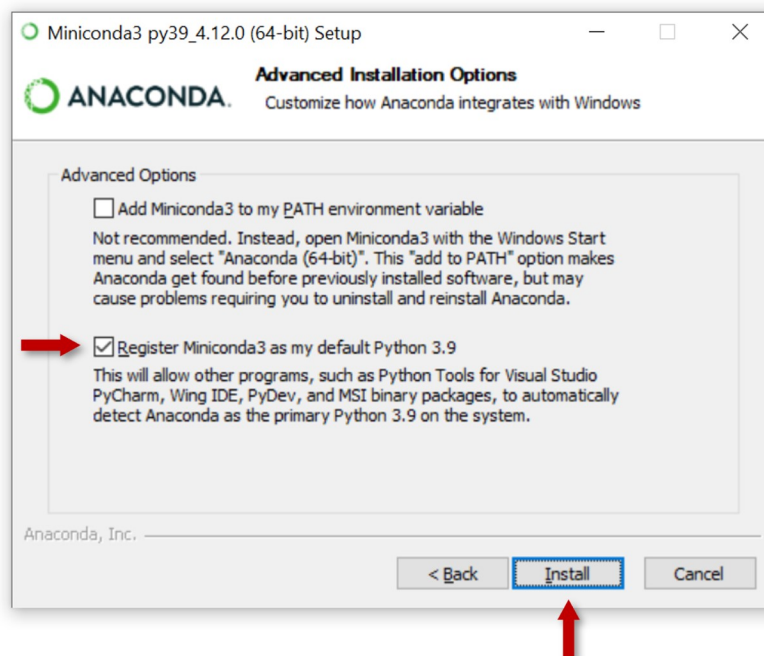 Miniconda3 py39_4.12.0 (64-bit) Setup
ANACONDA.
Advanced Installation Options
Customize how Anaconda integrates with Windows
Advanced Options
Add Miniconda3 to my PATH environment variable
Not recommended. Instead, open Miniconda3 with the Windows Start
menu and select "Anaconda (64-bit)". This "add to PATH" option makes
Anaconda get found before previously installed software, but may
cause problems requiring you to uninstall and reinstall Anaconda.
Register Miniconda3 as my default Python 3.9
This will allow other programs, such as Python Tools for Visual Studio
PyCharm, Wing IDE, PyDev, and MSI binary packages, to automatically
detect Anaconda as the primary Python 3.9 on the system.
Anaconda, Inc.
< Back
Install
Cancel